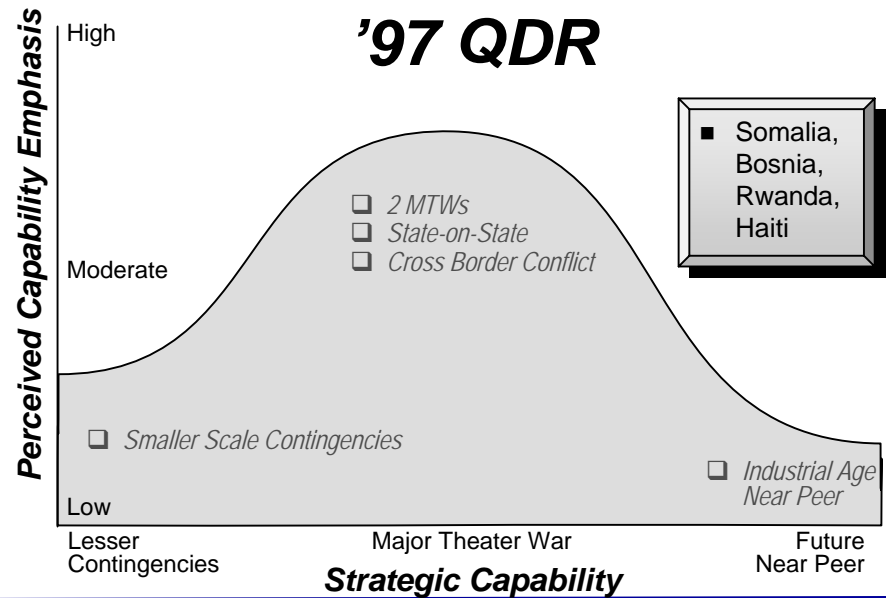 ’97 QDR
Perceived Capability Emphasis
High
Moderate
Low
■ Somalia,
Bosnia,
Rwanda,
Haiti
❑ 2 MTWs
❑ State-on-State
❑ Cross Border Conflict
❑ Smaller Scale Contingencies
❑ Industrial Age
Near Peer
Lesser
Contingencies
Major Theater War
Future
Near Peer
Strategic Capability